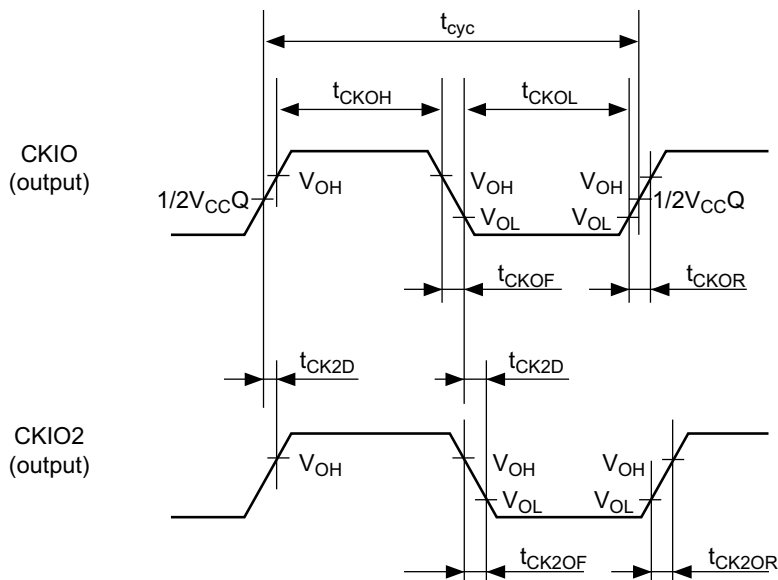 tcyc
tCKOH
tCKOL
CKIO
(output)
1/2VCCQ
VOH
VOH
VOL
VOH
VOL
1/2VCCQ
tCKOF
tCKOR
tCK2D
tCK2D
CKIO2
(output)
VOH
VOH
VOL
VOH
VOL
tCK2OF
tCK2OR